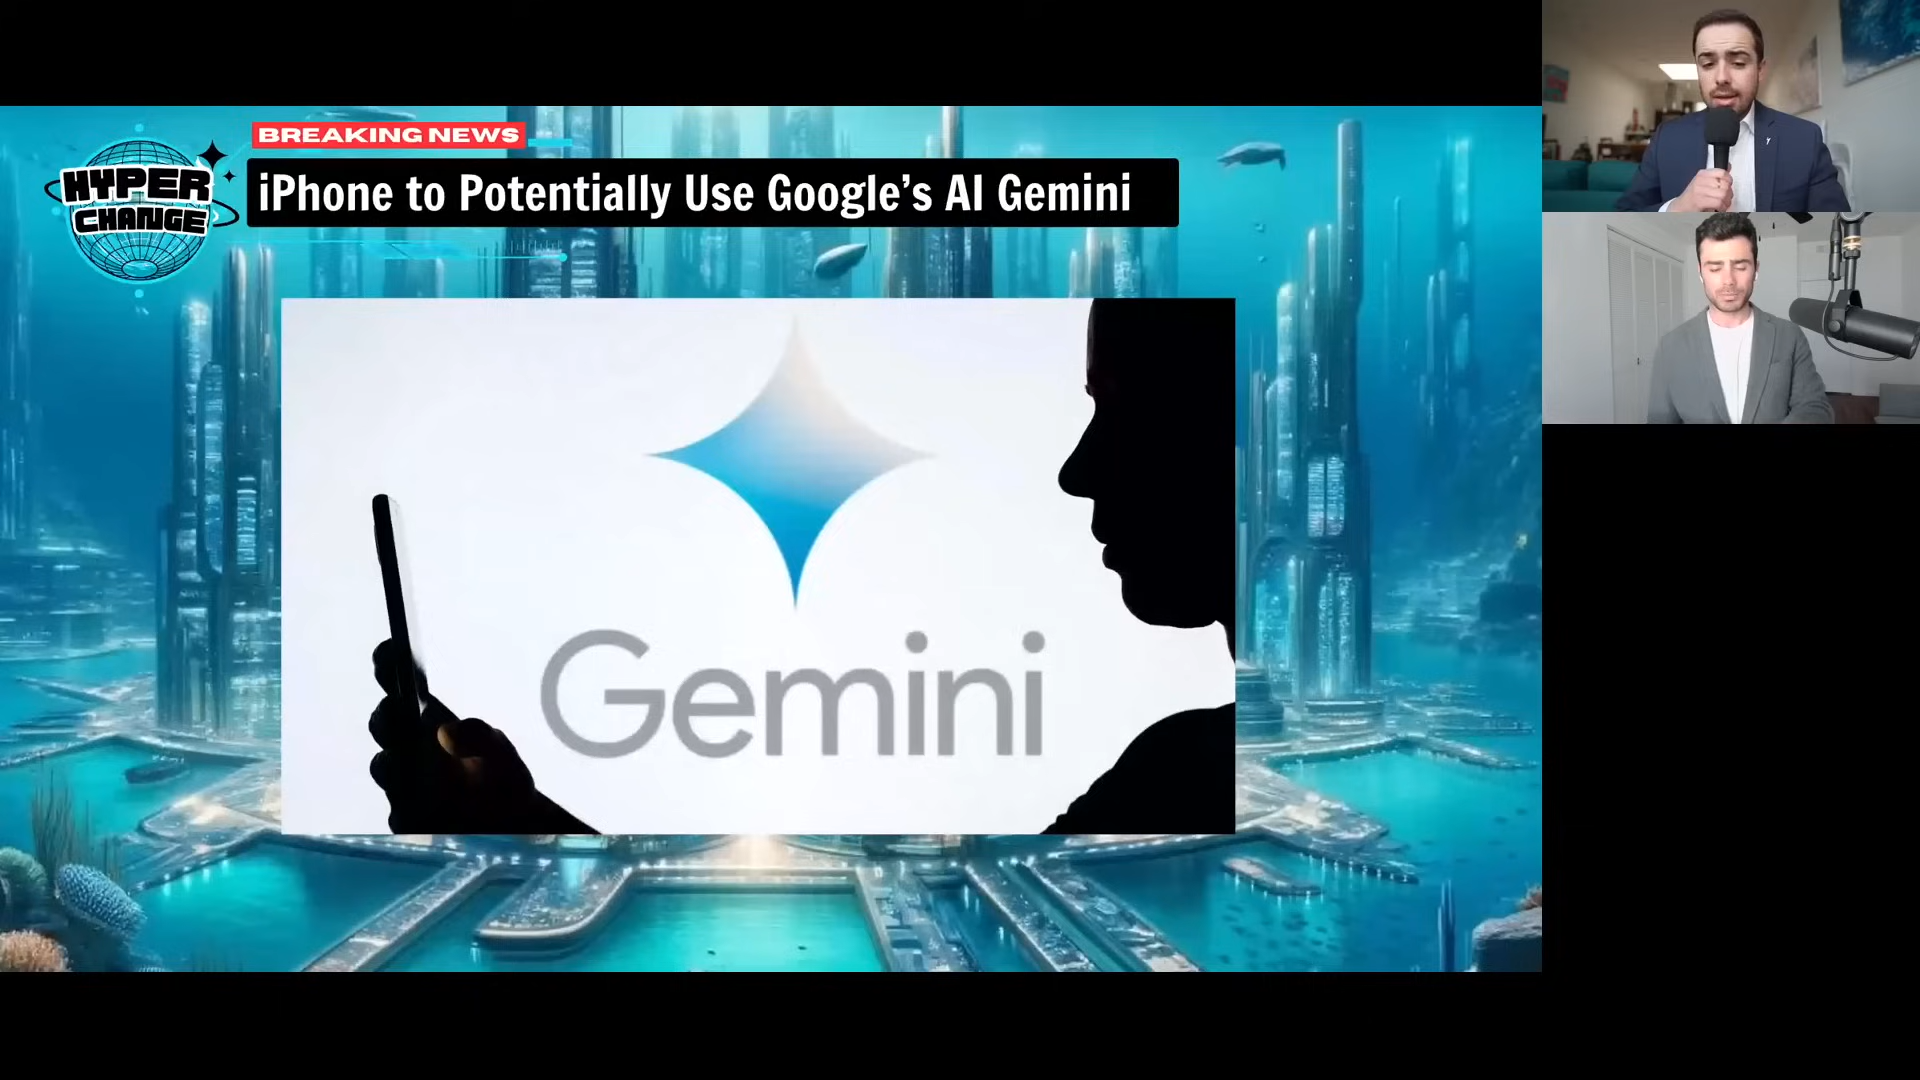 BREAKING NEWS
HYPER
CHANGE
iPhone to Potentially Use Google’s AI Gemini
Gemini